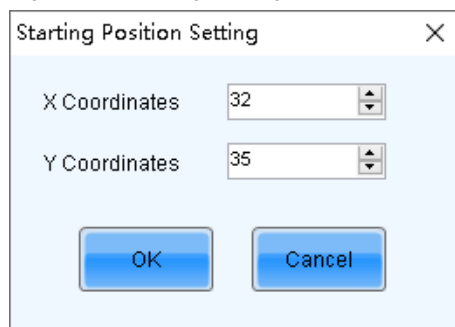 Starting Position Setting
X Coordinates 32
Y Coordinates 35
OK Cancel